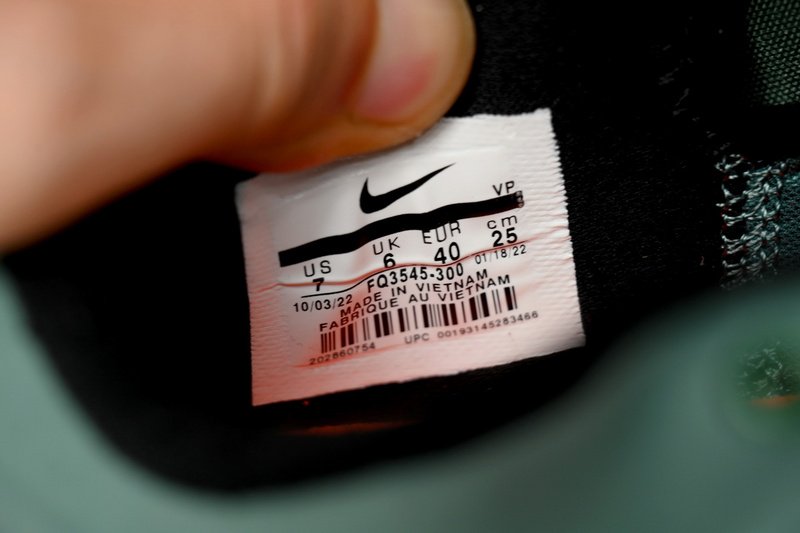 VP
US UK EUR cm
7 6 40 25
10/03/22 FQ3545-300 01/18/22
MADE IN VIETNAM
FABRIQUE AU VIETNAM
202860754 UPC 00193145283466